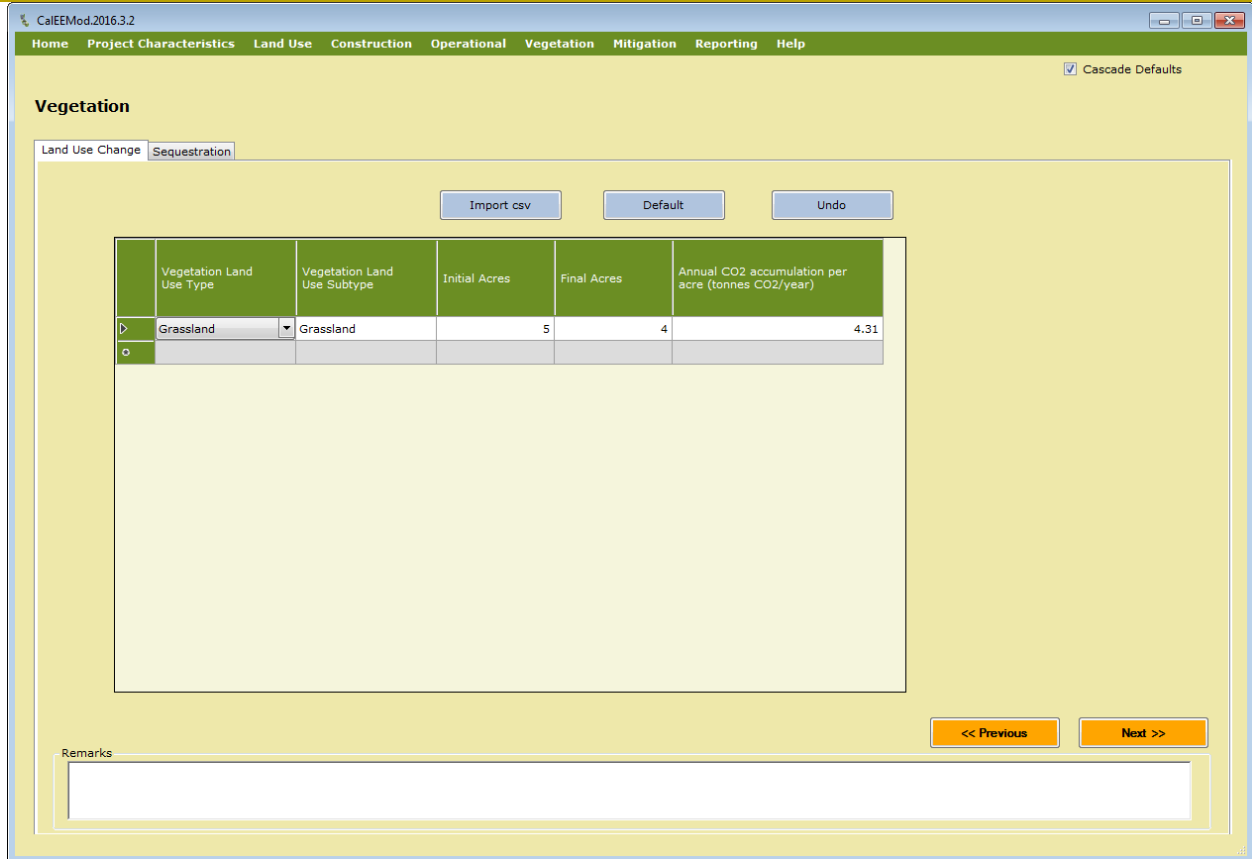 CalEEMod.2016.3.2
Home Project Characteristics Land Use Construction Operational Vegetation Mitigation Reporting Help
Cascade Defaults
Vegetation
Land Use Change Sequestration
Import csv Default Undo
Vegetation Land Use Type Vegetation Land Use Subtype Initial Acres Final Acres Annual CO2 accumulation per acre (tonnes CO2/year)
Grassland Grassland 5 4 4.31
<< Previous Next >>
Remarks